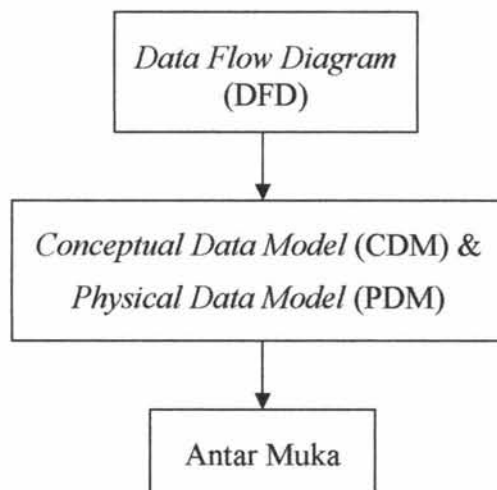 Data Flow Diagram
(DFD)
Conceptual Data Model (CDM) &
Physical Data Model (PDM)
Antar Muka